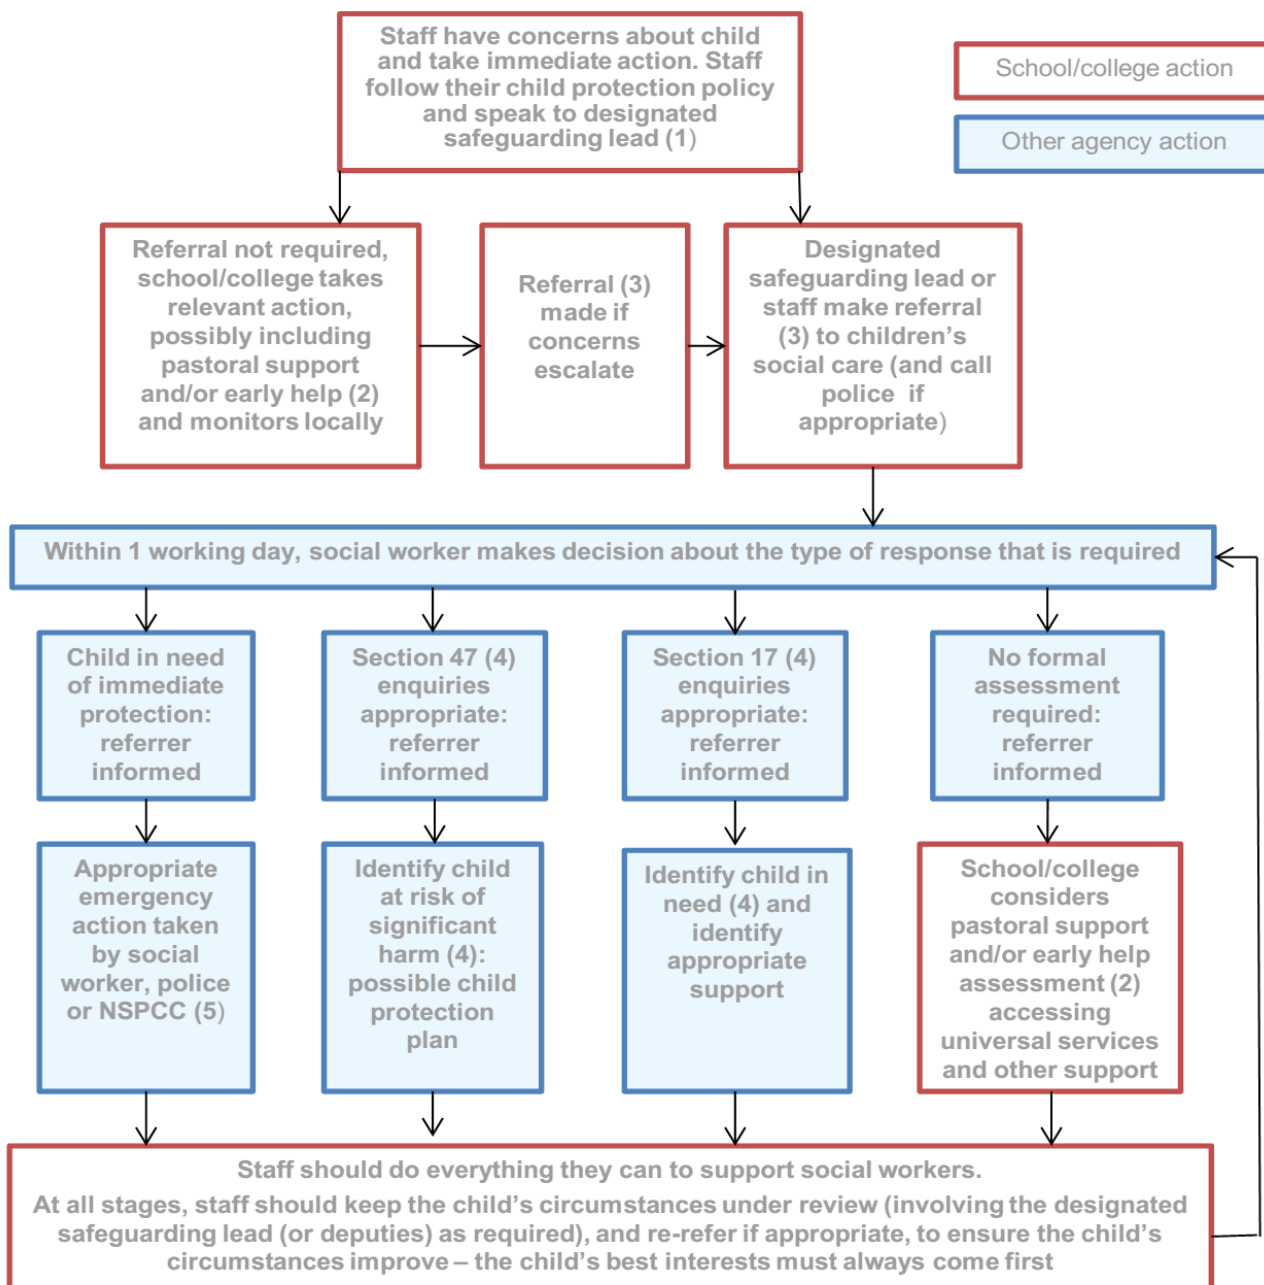 Staff have concerns about child
and take immediate action. Staff
follow their child protection policy
and speak to designated
safeguarding lead (1)
School/college action
Other agency action
Referral not required,
school/college takes
relevant action,
possibly including
pastoral support
and/or early help (2)
and monitors locally
Referral (3)
made if
concerns
escalate
Designated
safeguarding lead or
staff make referral
(3) to children’s
social care (and call
police if
appropriate)
Within 1 working day, social worker makes decision about the type of response that is required
Child in need
of immediate
protection:
referrer
informed
Section 47 (4)
enquiries
appropriate:
referrer
informed
Section 17 (4)
enquiries
appropriate:
referrer
informed
No formal
assessment
required:
referrer
informed
Appropriate
emergency
action taken
by social
worker, police
or NSPCC (5)
Identify child
at risk of
significant
harm (4):
possible child
protection
plan
Identify child in
need (4) and
identify
appropriate
support
School/college
considers
pastoral support
and/or early help
assessment (2)
accessing
universal services
and other support
Staff should do everything they can to support social workers.
At all stages, staff should keep the child’s circumstances under review (involving the designated
safeguarding lead (or deputies) as required), and re-refer if appropriate, to ensure the child’s
circumstances improve – the child’s best interests must always come first